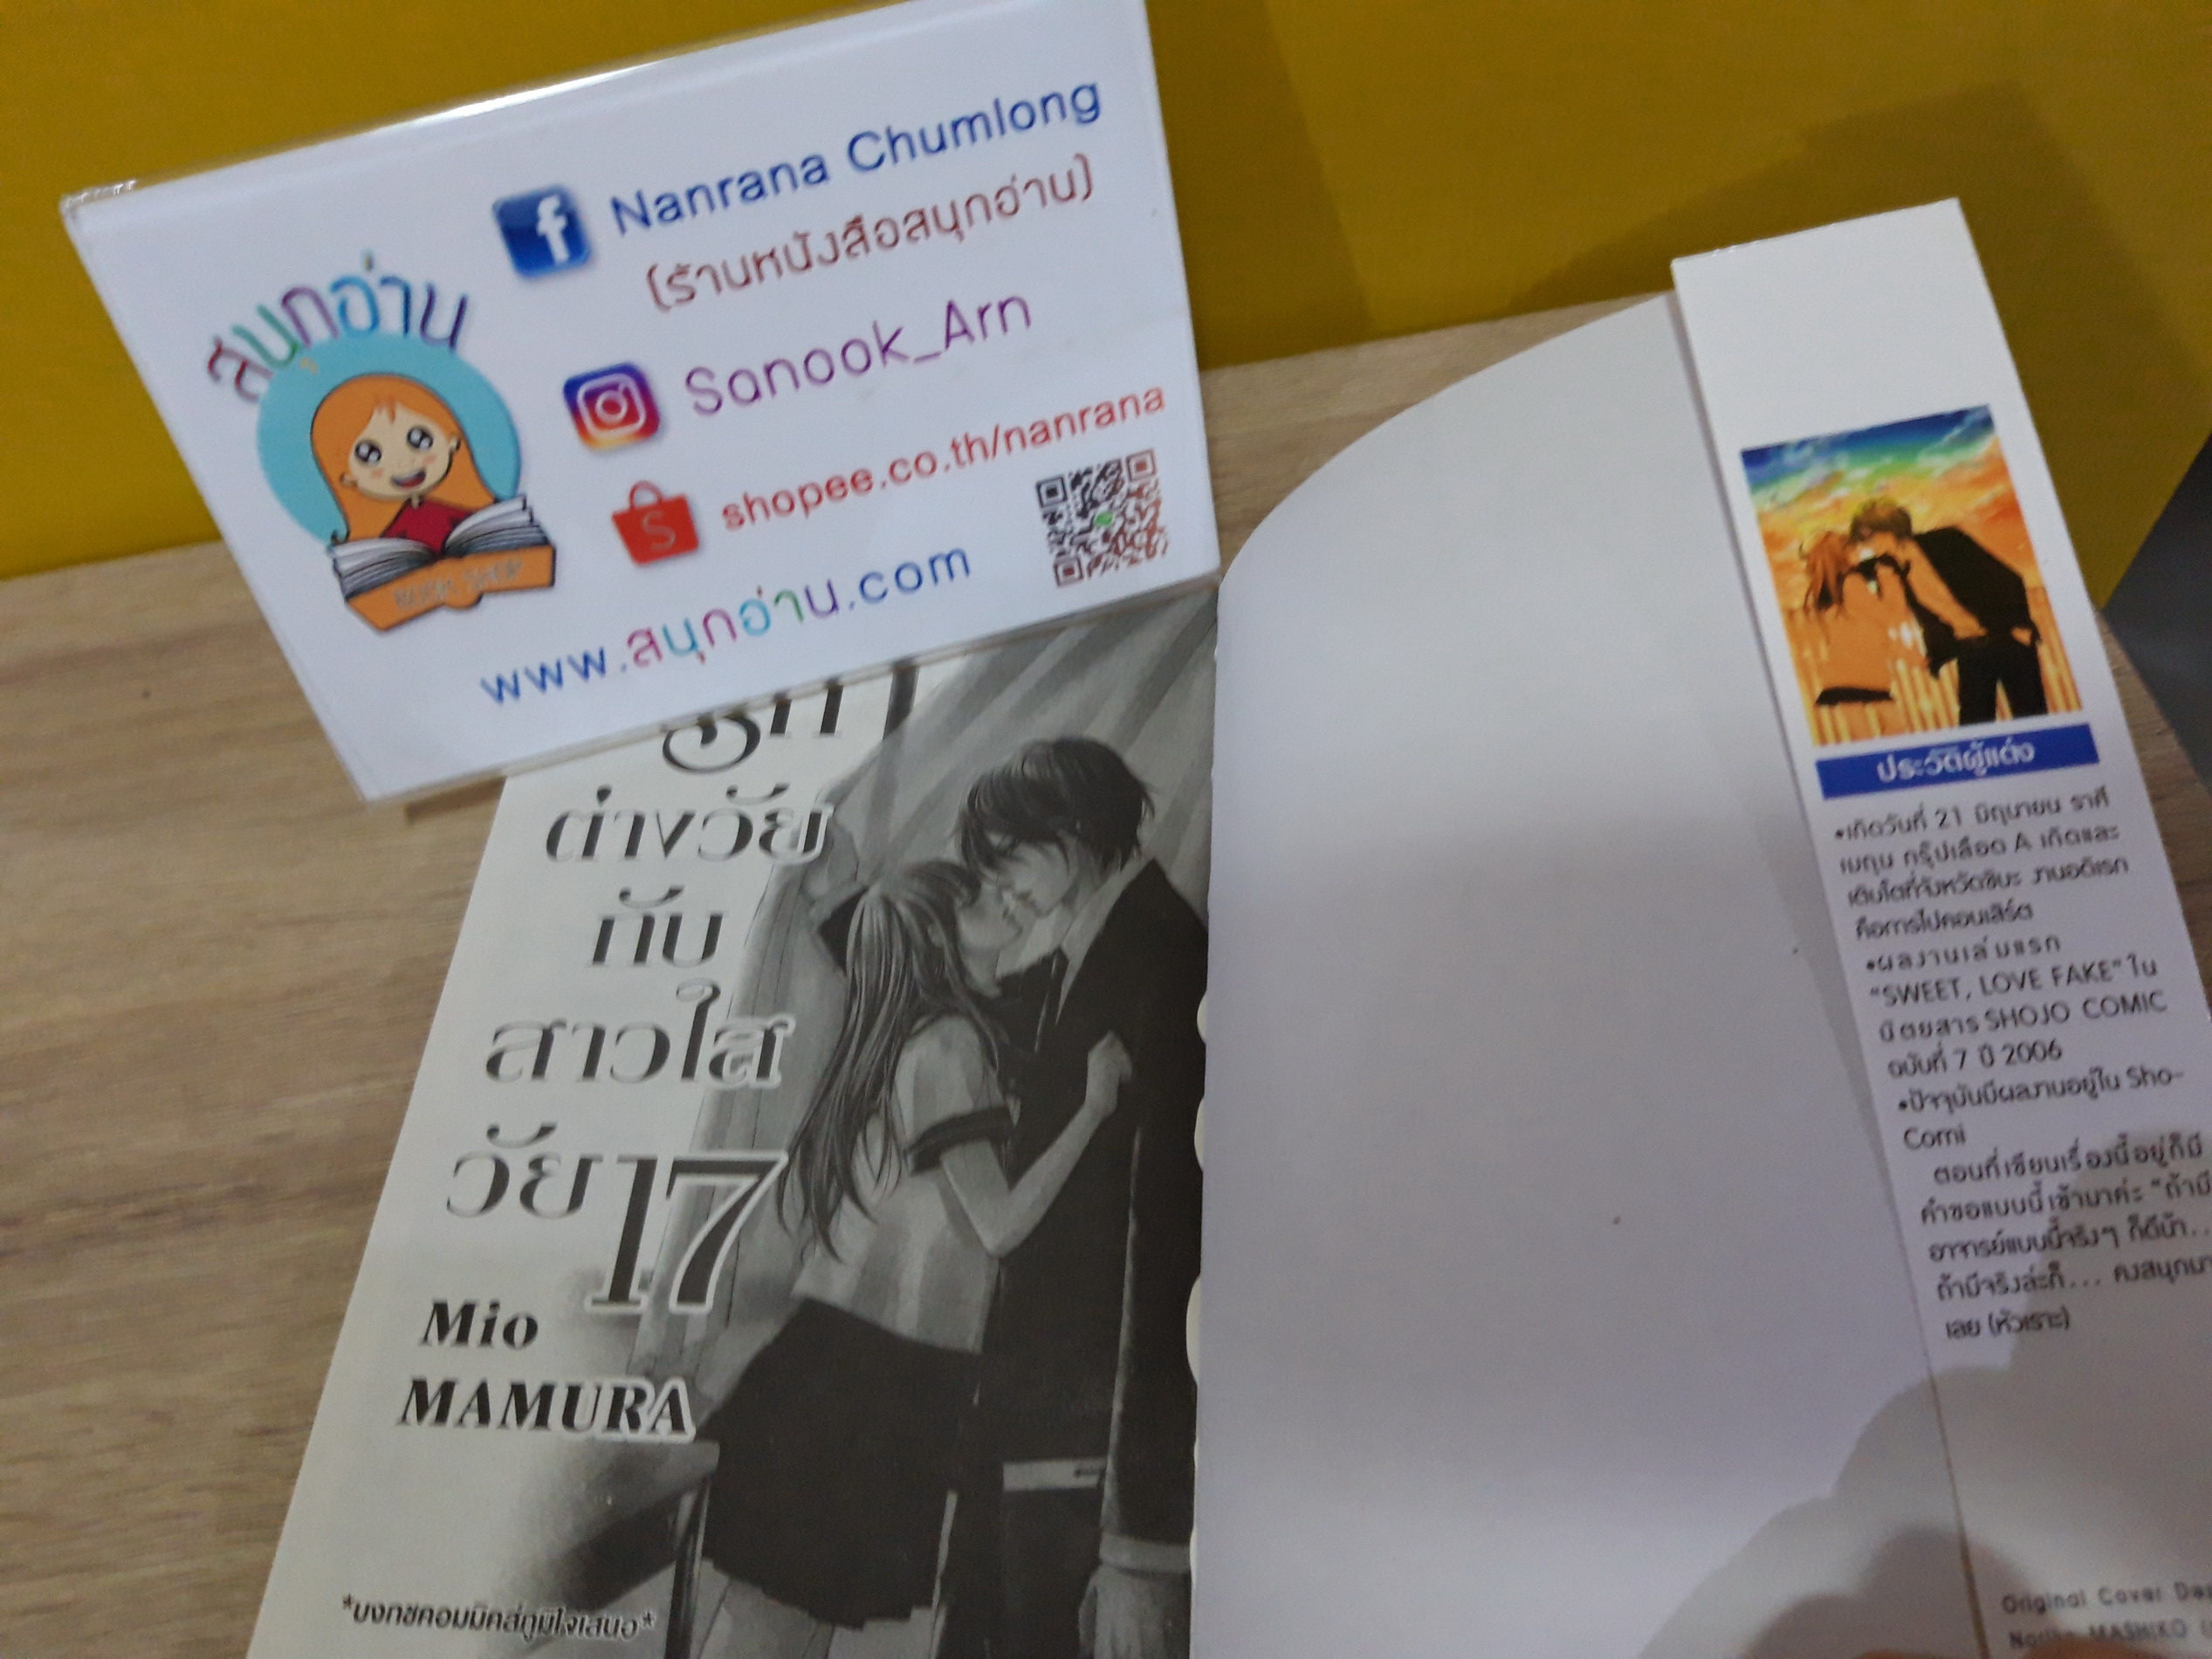 สนุกอ่าน
BOOK SHOP
Nanrana Chumlong
(ร้านหนังสือสนุกอ่าน)
Sanook_Arn
shopee.co.th/nanrana
www.สนุกอ่าน.com
ต่างวัย
กับ
สาวใส
วัย 17
Mio
MAMURA
*บงกชคอมมิคส์ภูมิใจเสนอ*
ประวัติผู้แต่ง
•เกิดวันที่ 21 มิถุนายน ราศี
เมถุน กรุ๊ปเลือด A เกิดและ
เติบโตที่จังหวัดชิบะ งานอดิเรก
คือการไปคอนเสิร์ต
•ผลงานเล่มแรก
"SWEET, LOVE FAKE" ใน
นิตยสาร SHOJO COMIC
ฉบับที่ 7 ปี 2006
•ปัจจุบันมีผลงานอยู่ใน Sho-
Comi
ตอนที่เขียนเรื่องนี้อยู่ก็มี
คำขอแบบนี้เข้ามาค่ะ "ถ้ามี
อาจารย์แบบนี้จริงๆ ก็ดีน้า..
ถ้ามีจริงล่ะก็... คงสนุกมา
เลย (หัวเราะ)
Original Cover Des
MASHIKO